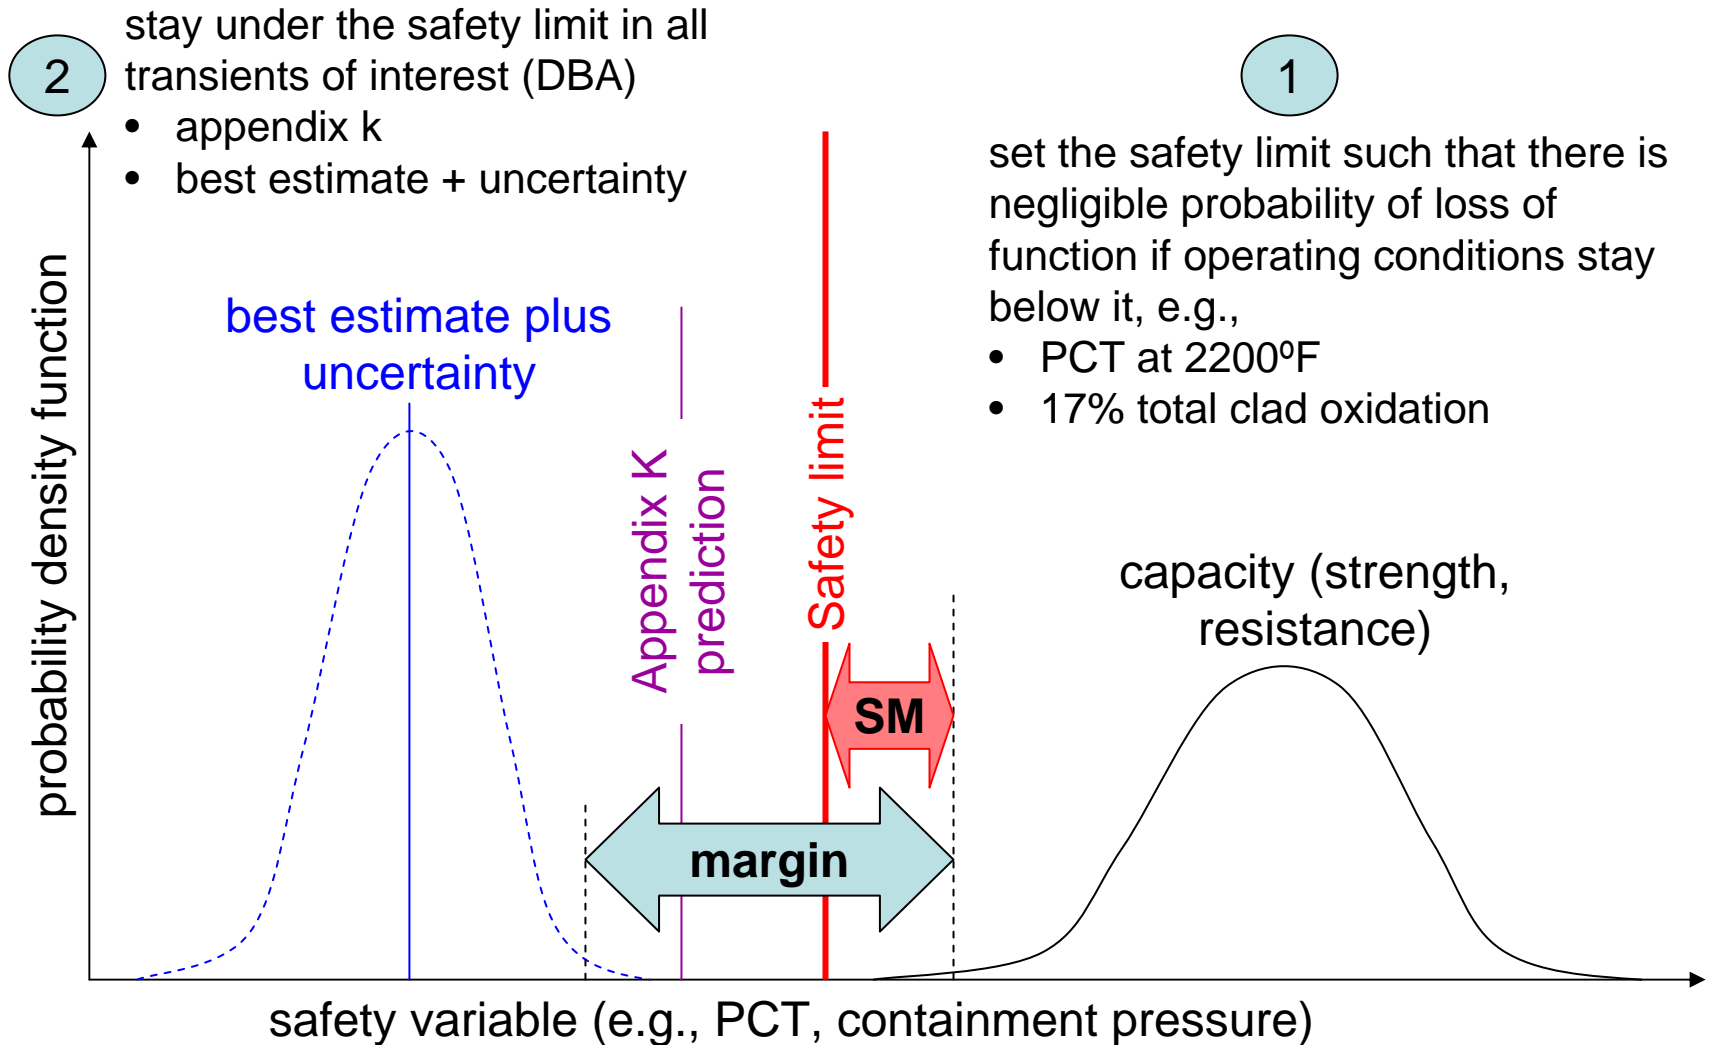 2
stay under the safety limit in all
transients of interest (DBA)
• appendix k
• best estimate + uncertainty
1
set the safety limit such that there is
negligible probability of loss of
function if operating conditions stay
below it, e.g.,
• PCT at 2200ºF
• 17% total clad oxidation
probability density function
best estimate plus
uncertainty
Appendix K
prediction
Safety limit
SM
margin
capacity (strength,
resistance)
safety variable (e.g., PCT, containment pressure)